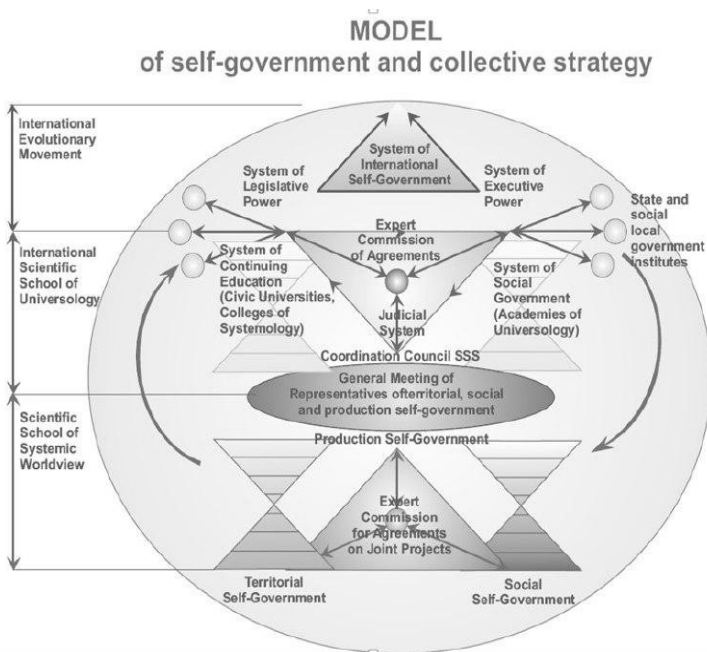 MODEL
of self-government and collective strategy
International
Evolutionary
Movement
System of
International
Self-Government
System of
Legislative
Power
System of
Executive
Power
State and
social
local
government
institutes
Expert
Commission
of Agreements
International
Scientific
School of
Universology
System of
Continuing
Education
(Civic Universities,
Colleges of
Systemology)
System of
Social
Government
(Academies of
Universology)
Judicial
System
Coordination Council SSS
General Meeting of
Representatives ofterritorial, social
and production self-government
Scientific
School of
Systemic
Worldview
Production Self-Government
Expert
Commission
for Agreements
on Joint Projects
Territorial
Self-Government
Social
Self-Government